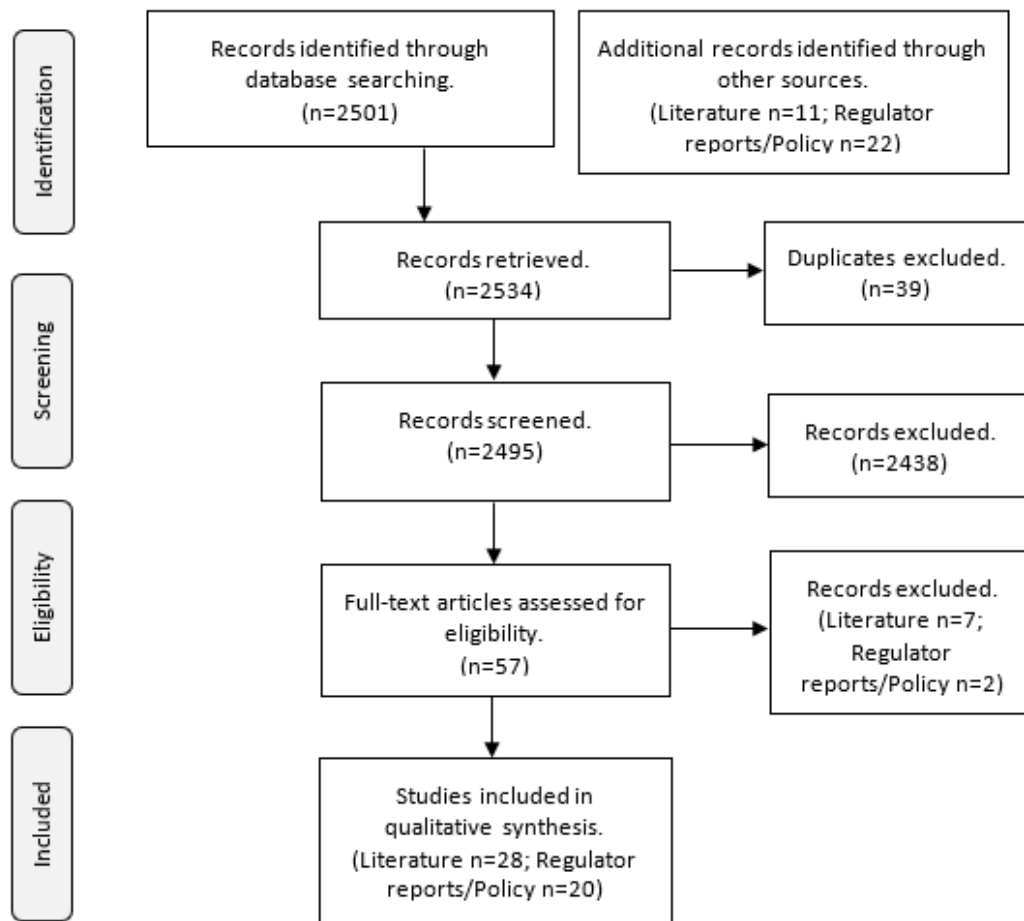 Identification
Records identified through
database searching.
(n=2501)
Additional records identified through
other sources.
(Literature n=11; Regulator
reports/Policy n=22)
Records retrieved.
(n=2534)
Duplicates excluded.
(n=39)
Screening
Records screened.
(n=2495)
Records excluded.
(n=2438)
Eligibility
Full-text articles assessed for
eligibility.
(n=57)
Records excluded.
(Literature n=7;
Regulator
reports/Policy n=2)
Included
Studies included in
qualitative synthesis.
(Literature n=28; Regulator
reports/Policy n=20)